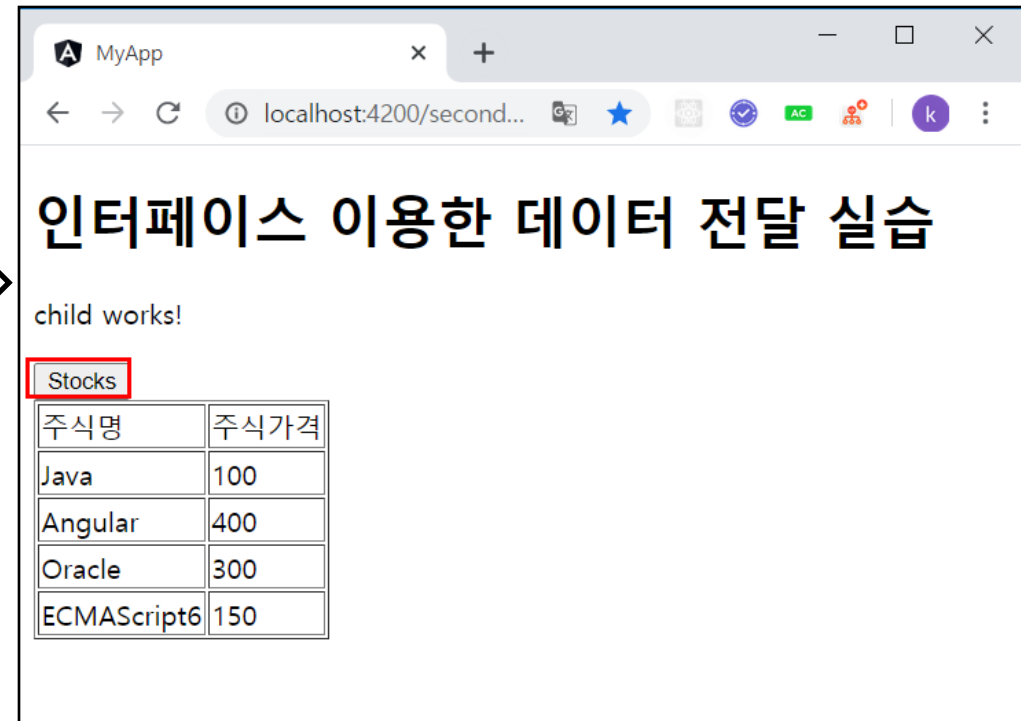 MyApp
localhost:4200/second...
AC
k
인터페이스 이용한 데이터 전달 실습
child works!
Stocks
주식명 주식가격
Java 100
Angular 400
Oracle 300
ECMAScript6 150